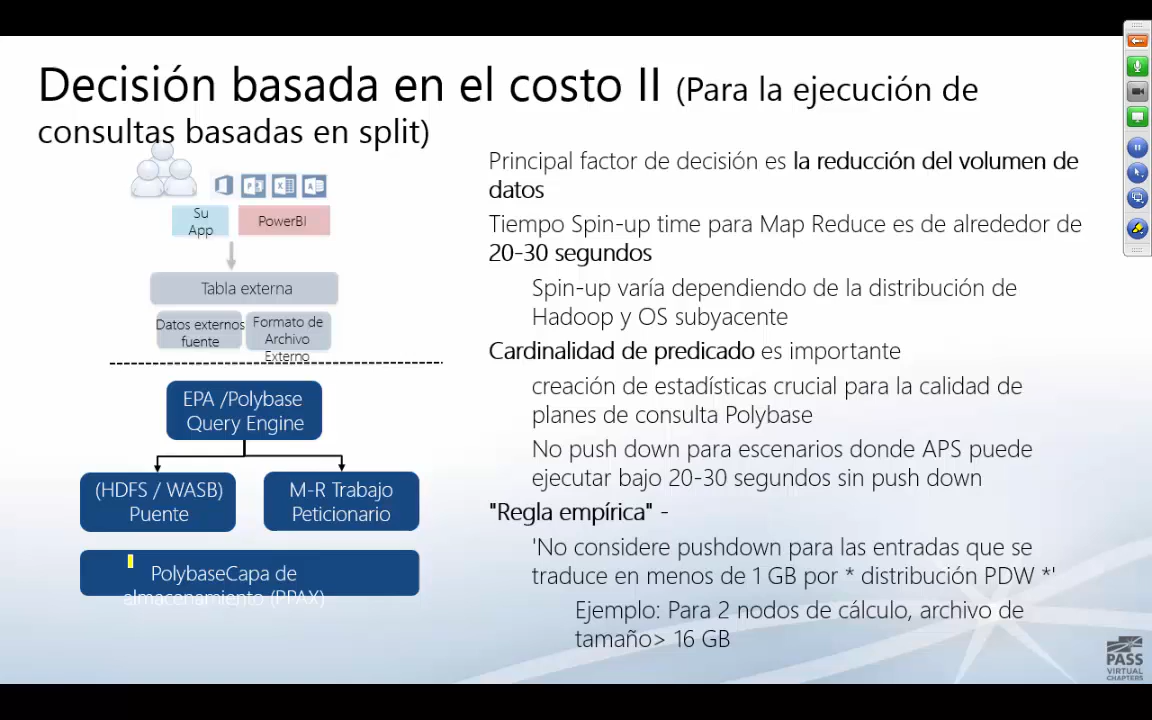 Decisión basada en el costo II (Para la ejecución de
consultas basadas en split)
Su
App
PowerBI
Tabla externa
Datos externos
fuente
Formato de
Archivo
Externo
EPA /Polybase
Query Engine
(HDFS / WASB)
Puente
M-R Trabajo
Peticionario
PolybaseCapa de
almacenamiento (PPAX)
Principal factor de decisión es la reducción del volumen de
datos
Tiempo Spin-up time para Map Reduce es de alrededor de
20-30 segundos
Spin-up varía dependiendo de la distribución de
Hadoop y OS subyacente
Cardinalidad de predicado es importante
creación de estadísticas crucial para la calidad de
planes de consulta Polybase
No push down para escenarios donde APS puede
ejecutar bajo 20-30 segundos sin push down
"Regla empírica" -
'No considere pushdown para las entradas que se
traduce en menos de 1 GB por * distribución PDW *'
Ejemplo: Para 2 nodos de cálculo, archivo de
tamaño> 16 GB
PASS
VIRTUAL
CHAPTERS